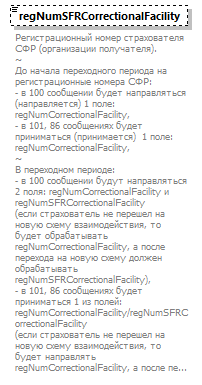 regNumSFRCorrectionalFacility
Регистрационный номер страхователя
СФР (организации получателя).
~
До начала переходного периода на
регистрационные номера СФР:
- в 100 сообщении будет направляться
(направляется) 1 поле:
regNumCorrectionalFacility,
- в 101, 86 сообщениях будет
приниматься (принимается)  1 поле:
regNumCorrectionalFacility,
~
В переходном периоде:
- в 100 сообщении будут направляться
2 поля: regNumCorrectionalFacility и
regNumSFRCorrectionalFacility
(если страхователь не перешел на
новую схему взаимодействия, то
будет обрабатывать
regNumCorrectionalFacility, а после
перехода на новую схему должен
обрабатывать
regNumSFRCorrectionalFacility),
- в 101, 86 сообщениях будет
приниматься 1 из полей:
regNumCorrectionalFacility/regNumSFRC
orrectionalFacility
(если страхователь не перешел на
новую схему взаимодействия, то
будет направлять
regNumCorrectionalFacility, а после пе...